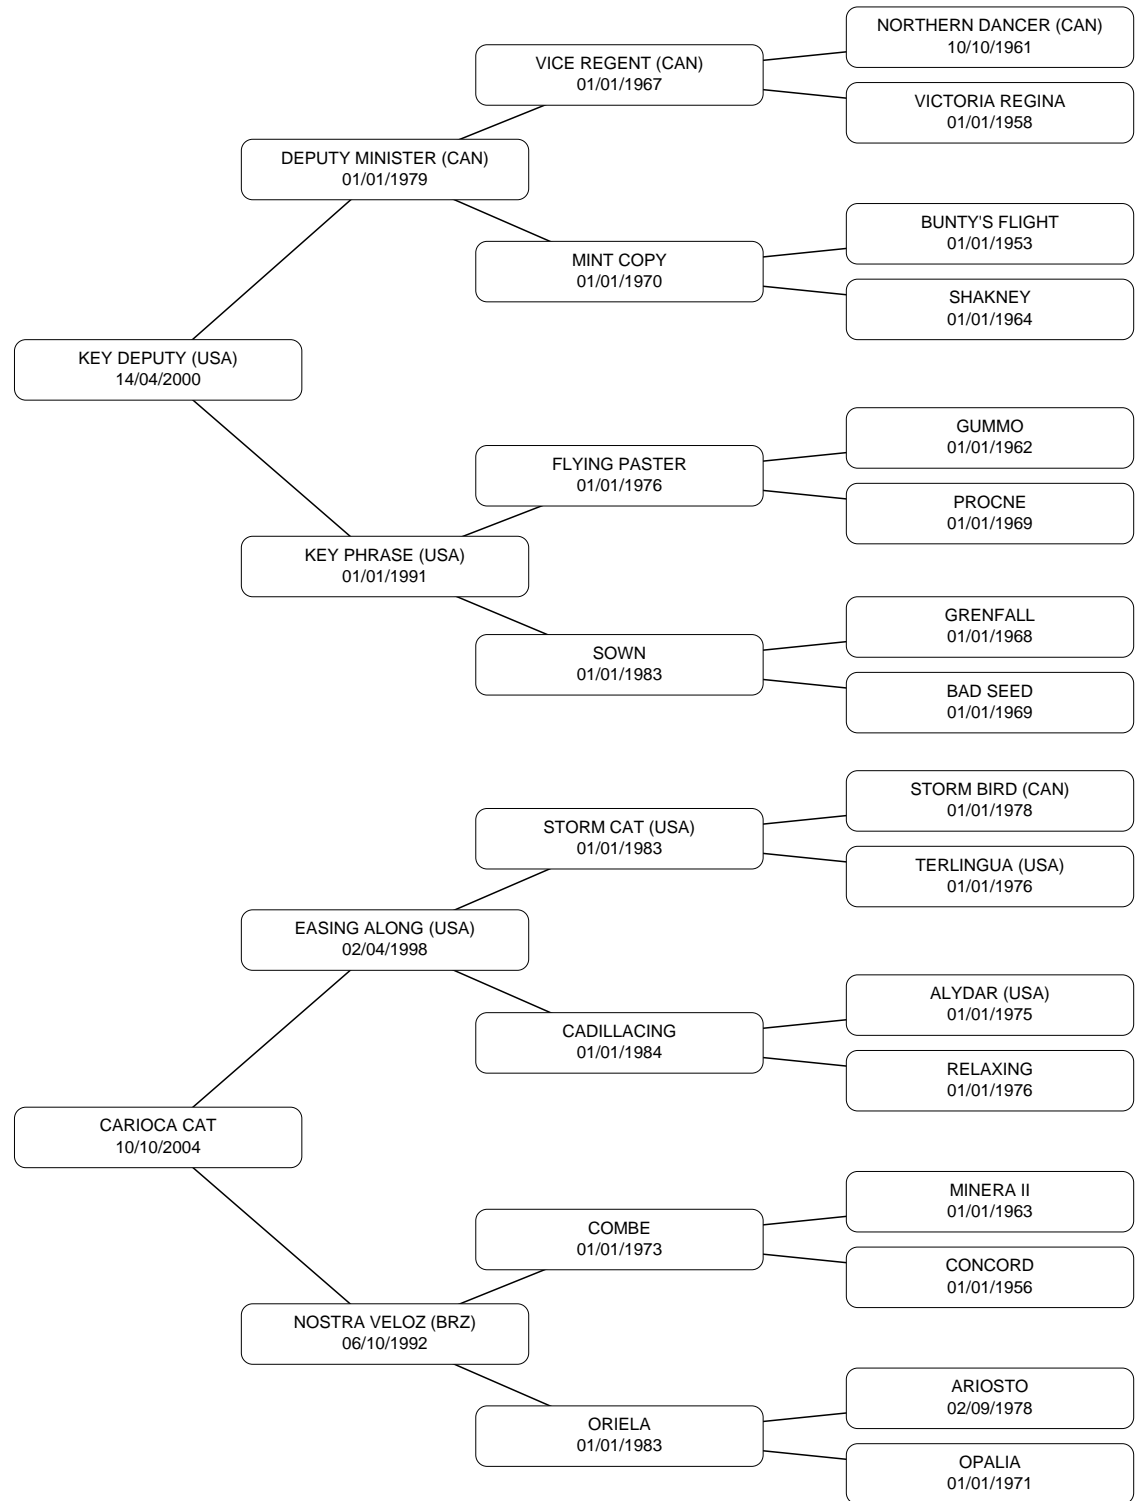 NORTHERN DANCER (CAN)
10/10/1961
VICE REGENT (CAN)
01/01/1967
VICTORIA REGINA
01/01/1958
DEPUTY MINISTER (CAN)
01/01/1979
BUNTY'S FLIGHT
01/01/1953
MINT COPY
01/01/1970
SHAKNEY
01/01/1964
KEY DEPUTY (USA)
14/04/2000
GUMMO
01/01/1962
FLYING PASTER
01/01/1976
PROCNE
01/01/1969
KEY PHRASE (USA)
01/01/1991
GRENFALL
01/01/1968
SOWN
01/01/1983
BAD SEED
01/01/1969
STORM BIRD (CAN)
01/01/1978
STORM CAT (USA)
01/01/1983
TERLINGUA (USA)
01/01/1976
EASING ALONG (USA)
02/04/1998
ALYDAR (USA)
01/01/1975
CADILLACING
01/01/1984
RELAXING
01/01/1976
CARIOCA CAT
10/10/2004
MINERA II
01/01/1963
COMBE
01/01/1973
CONCORD
01/01/1956
NOSTRA VELOZ (BRZ)
06/10/1992
ARIOSTO
02/09/1978
ORIELA
01/01/1983
OPALIA
01/01/1971